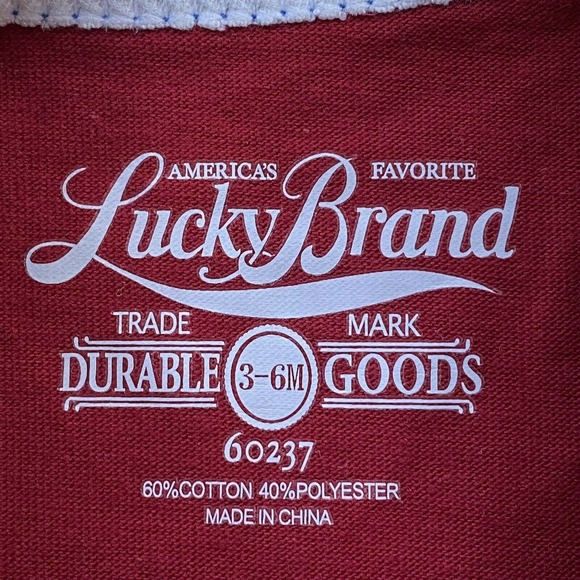 AMERICA'S FAVORITE
Lucky Brand
TRADE MARK
DURABLE 3-6M GOODS
60237
60%COTTON 40%POLYESTER
MADE IN CHINA